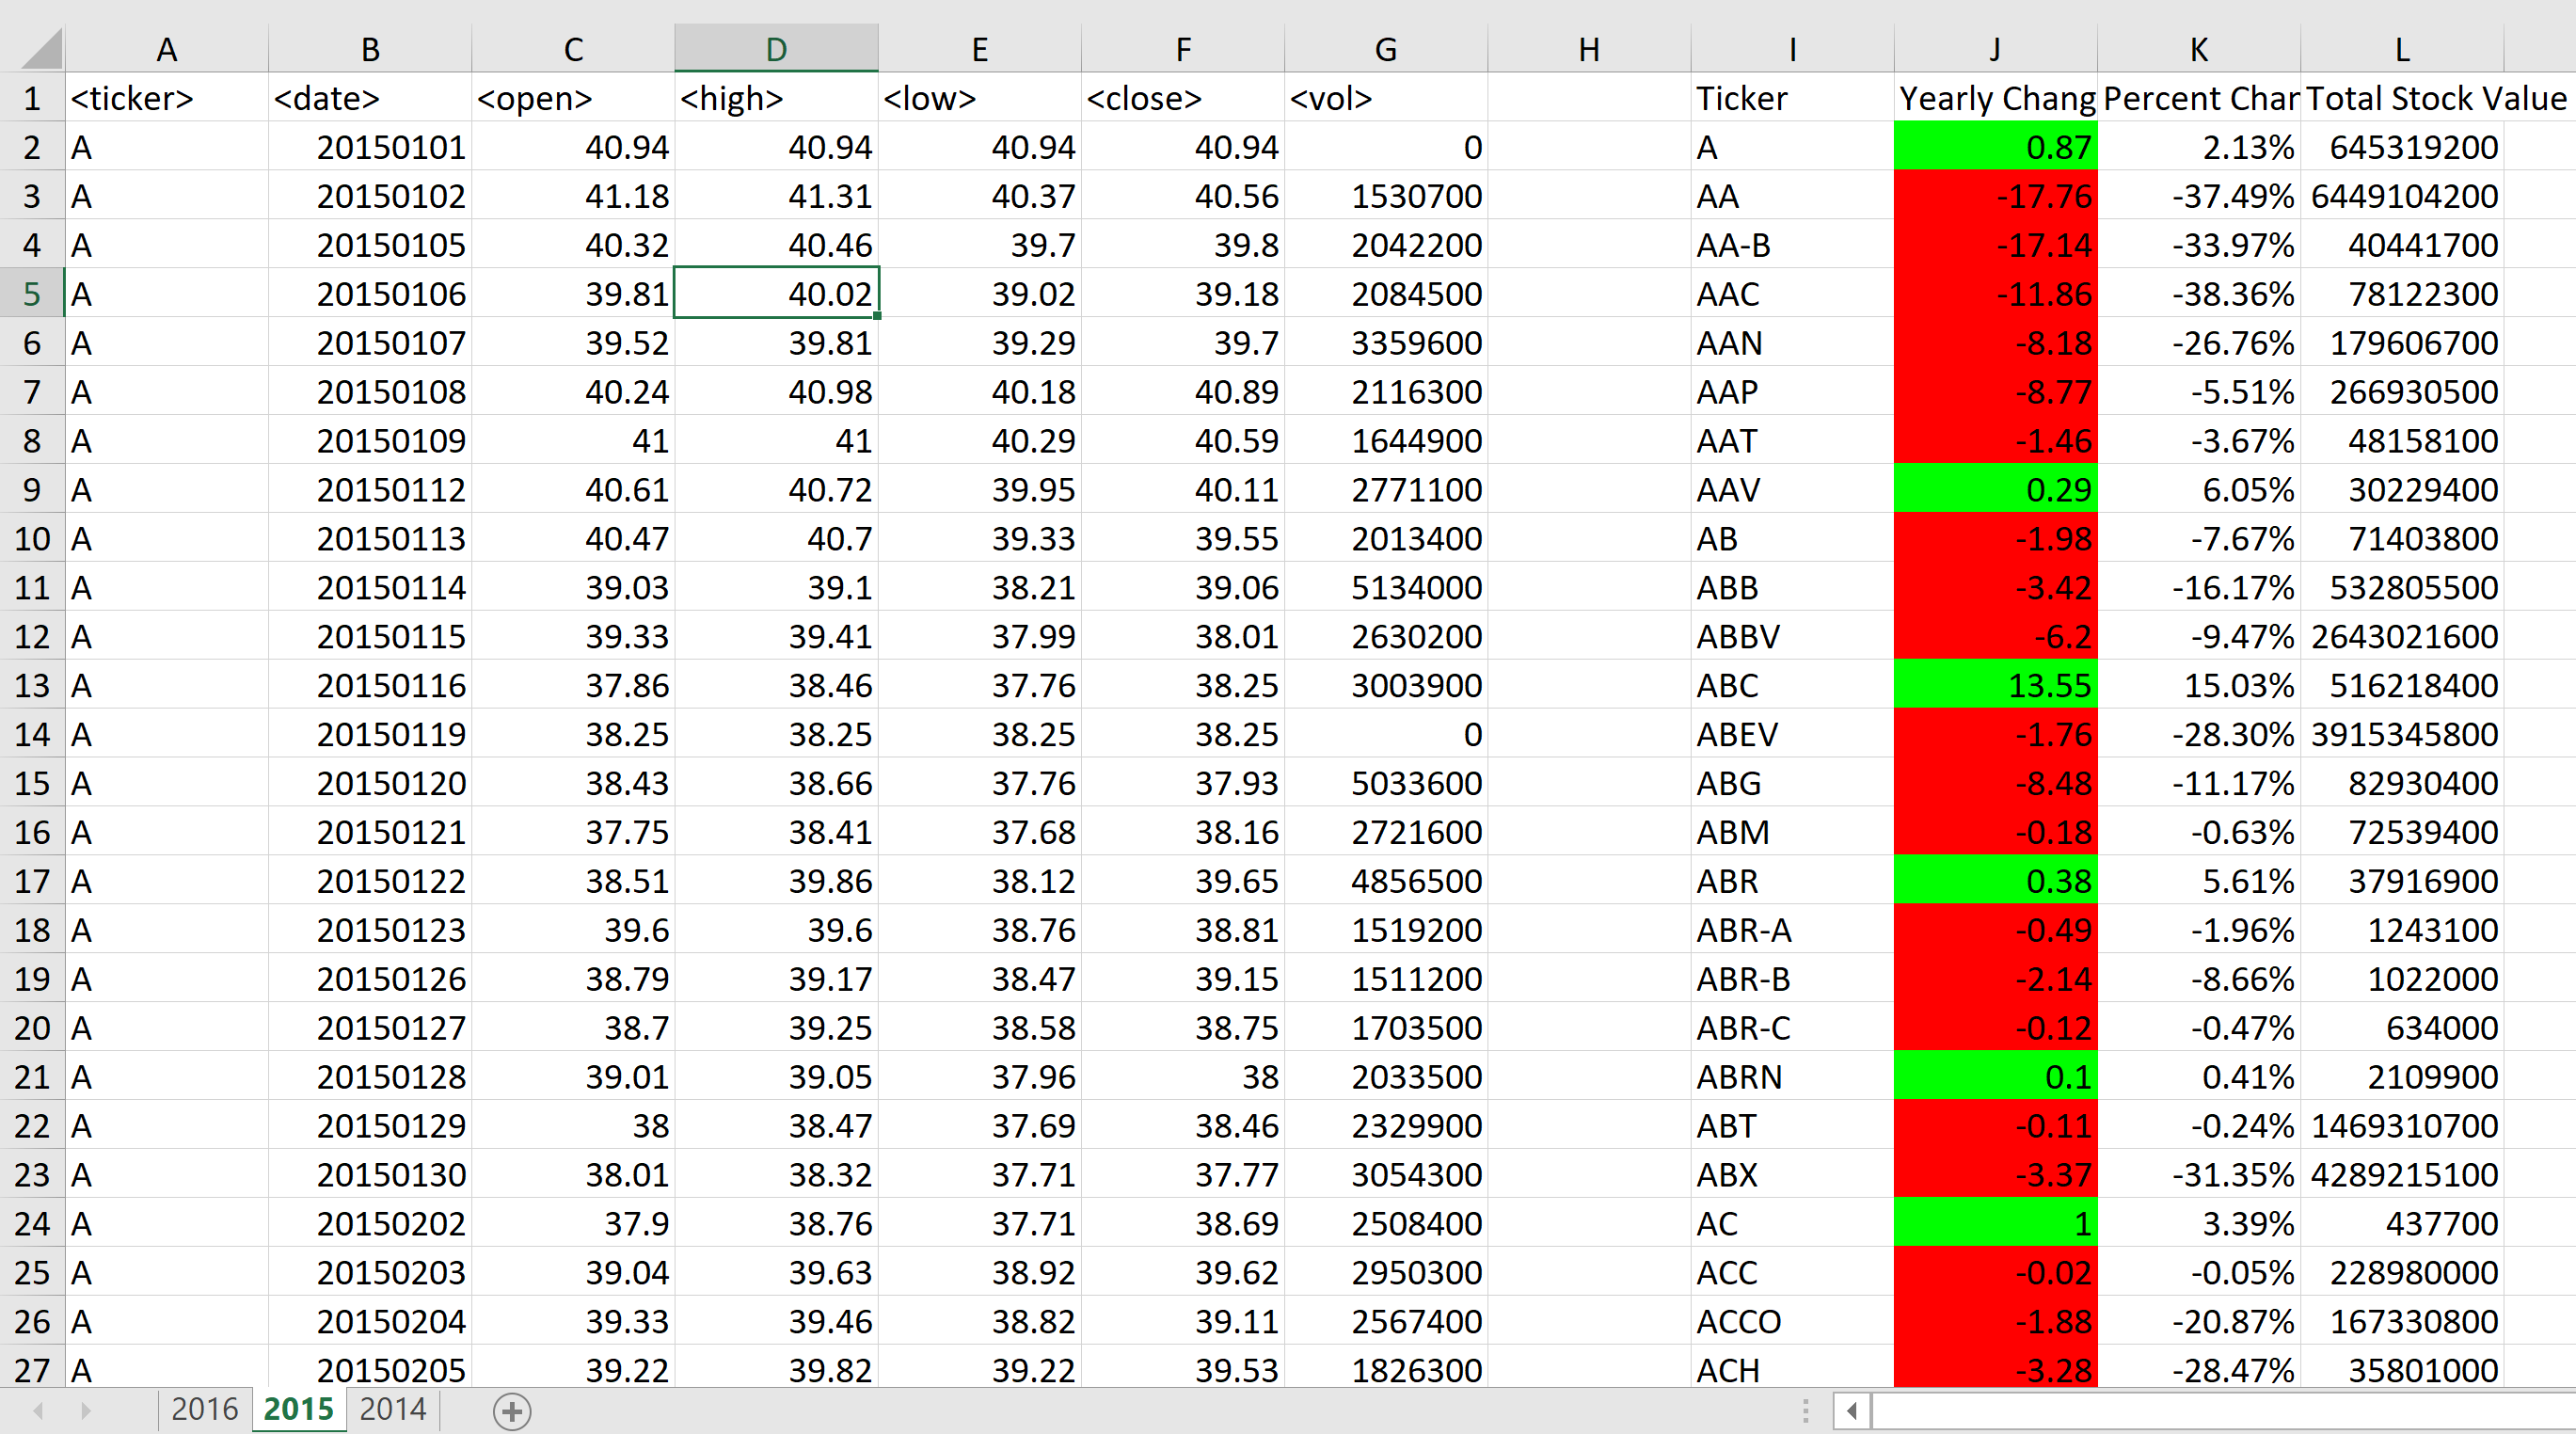 A B C D E F G H I J K L
1 <ticker> <date> <open> <high> <low> <close> <vol> Ticker Yearly Chang Percent Char Total Stock Value
2 A 20150101 40.94 40.94 40.94 40.94 0 A 0.87 2.13% 645319200
3 A 20150102 41.18 41.31 40.37 40.56 1530700 AA -17.76 -37.49% 6449104200
4 A 20150105 40.32 40.46 39.7 39.8 2042200 AA-B -17.14 -33.97% 40441700
5 A 20150106 39.81 40.02 39.02 39.18 2084500 AAC -11.86 -38.36% 78122300
6 A 20150107 39.52 39.81 39.29 39.7 3359600 AAN -8.18 -26.76% 179606700
7 A 20150108 40.24 40.98 40.18 40.89 2116300 AAP -8.77 -5.51% 266930500
8 A 20150109 41 41 40.29 40.59 1644900 AAT -1.46 -3.67% 48158100
9 A 20150112 40.61 40.72 39.95 40.11 2771100 AAV 0.29 6.05% 30229400
10 A 20150113 40.47 40.7 39.33 39.55 2013400 AB -1.98 -7.67% 71403800
11 A 20150114 39.03 39.1 38.21 39.06 5134000 ABB -3.42 -16.17% 532805500
12 A 20150115 39.33 39.41 37.99 38.01 2630200 ABBV -6.2 -9.47% 2643021600
13 A 20150116 37.86 38.46 37.76 38.25 3003900 ABC 13.55 15.03% 516218400
14 A 20150119 38.25 38.25 38.25 38.25 0 ABEV -1.76 -28.30% 3915345800
15 A 20150120 38.43 38.66 37.76 37.93 5033600 ABG -8.48 -11.17% 82930400
16 A 20150121 37.75 38.41 37.68 38.16 2721600 ABM -0.18 -0.63% 72539400
17 A 20150122 38.51 39.86 38.12 39.65 4856500 ABR 0.38 5.61% 37916900
18 A 20150123 39.6 39.6 38.76 38.81 1519200 ABR-A -0.49 -1.96% 1243100
19 A 20150126 38.79 39.17 38.47 39.15 1511200 ABR-B -2.14 -8.66% 1022000
20 A 20150127 38.7 39.25 38.58 38.75 1703500 ABR-C -0.12 -0.47% 634000
21 A 20150128 39.01 39.05 37.96 38 2033500 ABRN 0.1 0.41% 2109900
22 A 20150129 38 38.47 37.69 38.46 2329900 ABT -0.11 -0.24% 1469310700
23 A 20150130 38.01 38.32 37.71 37.77 3054300 ABX -3.37 -31.35% 4289215100
24 A 20150202 37.9 38.76 37.71 38.69 2508400 AC 1 3.39% 437700
25 A 20150203 39.04 39.63 38.92 39.62 2950300 ACC -0.02 -0.05% 228980000
26 A 20150204 39.33 39.46 38.82 39.11 2567400 ACCO -1.88 -20.87% 167330800
27 A 20150205 39.22 39.82 39.22 39.53 1826300 ACH -3.28 -28.47% 35801000
2016 2015 2014